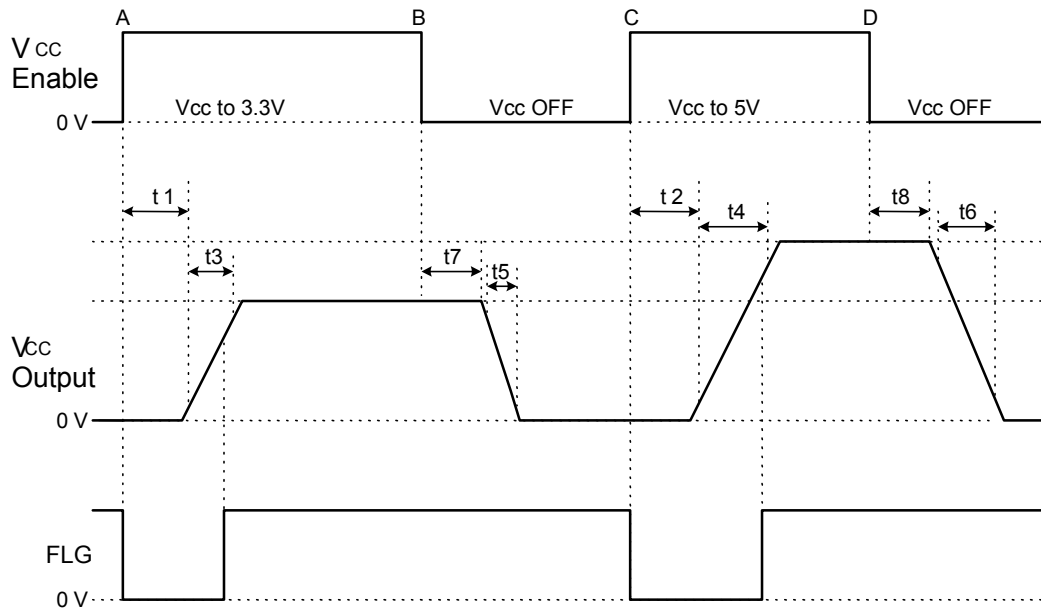 A B C D
V CC
Enable
Vcc to 3.3V Vcc OFF Vcc to 5V Vcc OFF
0 V
t 1 t 2 t4 t8 t6
t3 t7 t5
VCC
Output
0 V
FLG
0 V